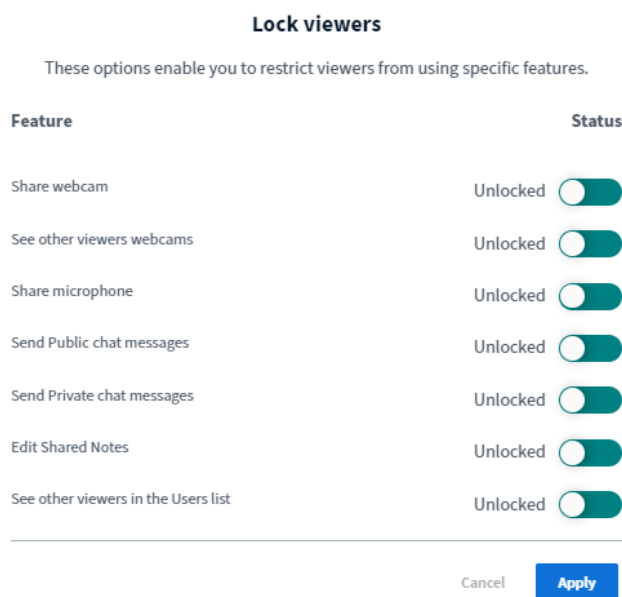 Lock viewers
These options enable you to restrict viewers from using specific features.
Feature Status
Share webcam Unlocked
See other viewers webcams Unlocked
Share microphone Unlocked
Send Public chat messages Unlocked
Send Private chat messages Unlocked
Edit Shared Notes Unlocked
See other viewers in the Users list Unlocked
Cancel Apply